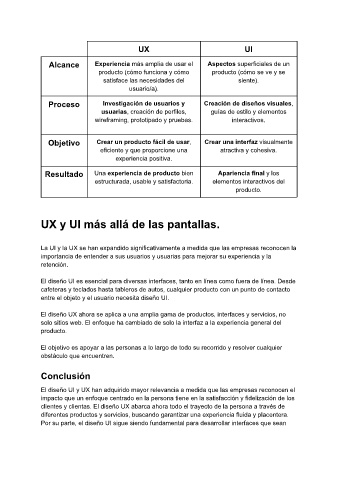 UX UI
Alcance Experiencia más amplia de usar el Aspectos superficiales de un
producto (cómo funciona y cómo producto (cómo se ve y se
satisface las necesidades del siente).
usuario/a).
Proceso Investigación de usuarios y Creación de diseños visuales,
usuarias, creación de perfiles, guías de estilo y elementos
wireframing, prototipado y pruebas. interactivos.
Objetivo Crear un producto fácil de usar, Crear una interfaz visualmente
eficiente y que proporcione una atractiva y cohesiva.
experiencia positiva.
Resultado Una experiencia de producto bien Apariencia final y los
estructurada, usable y satisfactoria. elementos interactivos del
producto.
UX y UI más allá de las pantallas.
La UI y la UX se han expandido significativamente a medida que las empresas reconocen la
importancia de entender a sus usuarios y usuarias para mejorar su experiencia y la
retención.
El diseño UI es esencial para diversas interfaces, tanto en línea como fuera de línea. Desde
cafeteras y teclados hasta tableros de autos, cualquier producto con un punto de contacto
entre el objeto y el usuario necesita diseño UI.
El diseño UX ahora se aplica a una amplia gama de productos, interfaces y servicios, no
solo sitios web. El enfoque ha cambiado de solo la interfaz a la experiencia general del
producto.
El objetivo es apoyar a las personas a lo largo de todo su recorrido y resolver cualquier
obstáculo que encuentren.
Conclusión
El diseño UI y UX han adquirido mayor relevancia a medida que las empresas reconocen el
impacto que un enfoque centrado en la persona tiene en la satisfacción y fidelización de los
clientes y clientas. El diseño UX abarca ahora todo el trayecto de la persona a través de
diferentes productos y servicios, buscando garantizar una experiencia fluida y placentera.
Por su parte, el diseño UI sigue siendo fundamental para desarrollar interfaces que sean